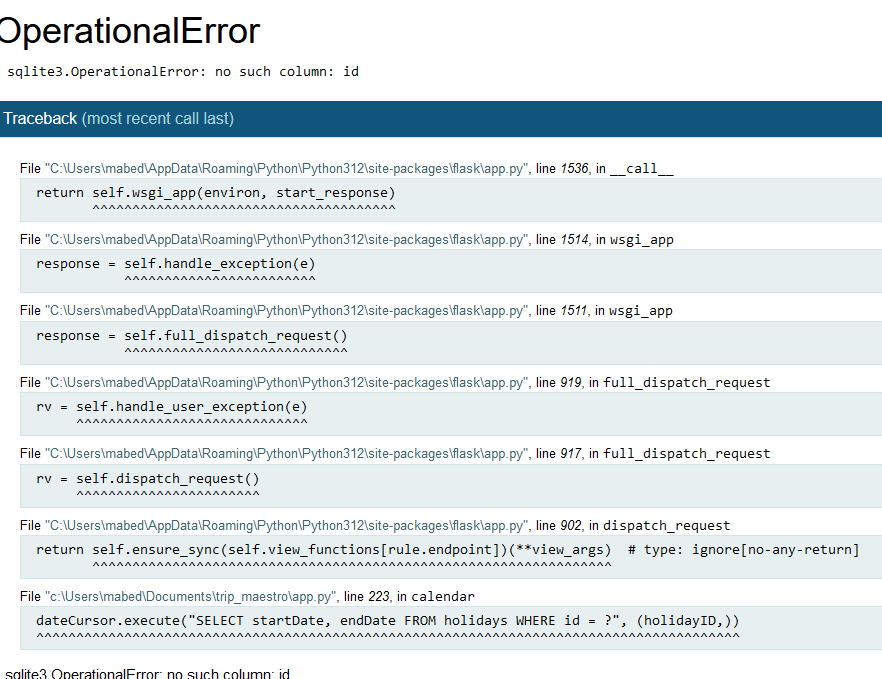 OperationalError
sqlite3.OperationalError: no such column: id
Traceback (most recent call last)
File "C:\Users\mabed\AppData\Roaming\Python\Python312\site-packages\flask\app.py", line 1536, in __call__
return self.wsgi_app(environ, start_response)
^^^^^^^^^^^^^^^^^^^^^^^^^^^^^^^^^^^^^^
File "C:\Users\mabed\AppData\Roaming\Python\Python312\site-packages\flask\app.py", line 1514, in wsgi_app
response = self.handle_exception(e)
^^^^^^^^^^^^^^^^^^^^^^^^
File "C:\Users\mabed\AppData\Roaming\Python\Python312\site-packages\flask\app.py", line 1511, in wsgi_app
response = self.full_dispatch_request()
^^^^^^^^^^^^^^^^^^^^^^^^^^^^
File "C:\Users\mabed\AppData\Roaming\Python\Python312\site-packages\flask\app.py", line 919, in full_dispatch_request
rv = self.handle_user_exception(e)
^^^^^^^^^^^^^^^^^^^^^^^^^^^^^
File "C:\Users\mabed\AppData\Roaming\Python\Python312\site-packages\flask\app.py", line 917, in full_dispatch_request
rv = self.dispatch_request()
^^^^^^^^^^^^^^^^^^^^^^^
File "C:\Users\mabed\AppData\Roaming\Python\Python312\site-packages\flask\app.py", line 902, in dispatch_request
return self.ensure_sync(self.view_functions[rule.endpoint])(**view_args)  # type: ignore[no-any-return]
^^^^^^^^^^^^^^^^^^^^^^^^^^^^^^^^^^^^^^^^^^^^^^^^^^^^^^^^^^^^^^^^^
File "c:\Users\mabed\Documents\trip_maestro\app.py", line 223, in calendar
dateCursor.execute("SELECT startDate, endDate FROM holidays WHERE id = ?", (holidayID,))
^^^^^^^^^^^^^^^^^^^^^^^^^^^^^^^^^^^^^^^^^^^^^^^^^^^^^^^^^^^^^^^^^^^^^^^^^^^^^^^^^^^^^^^^
sqlite3.OperationalError: no such column: id